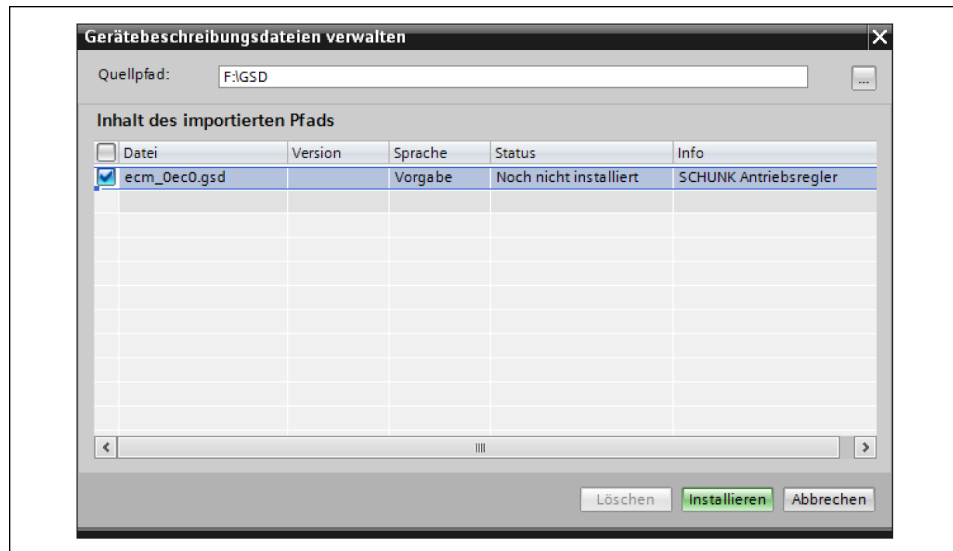 Gerätebeschreibungsdateien verwalten
Quellpfad: F:\GSD ...
Inhalt des importierten Pfads
Datei Version Sprache Status Info
ecm_0ec0.gsd Vorgabe Noch nicht installiert SCHUNK Antriebsregler
Löschen Installieren Abbrechen